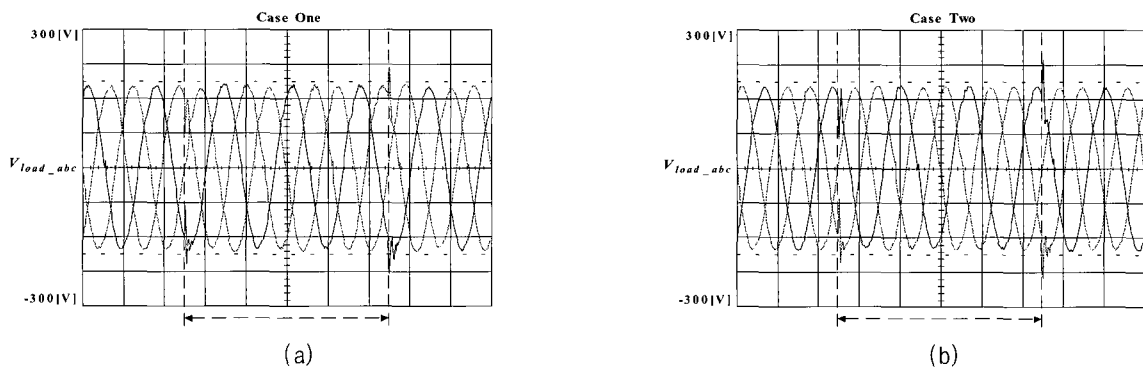 Case One
300[V]
V_load_abc
-300[V]
(a)
Case Two
300[V]
V_load_abc
-300[V]
(b)